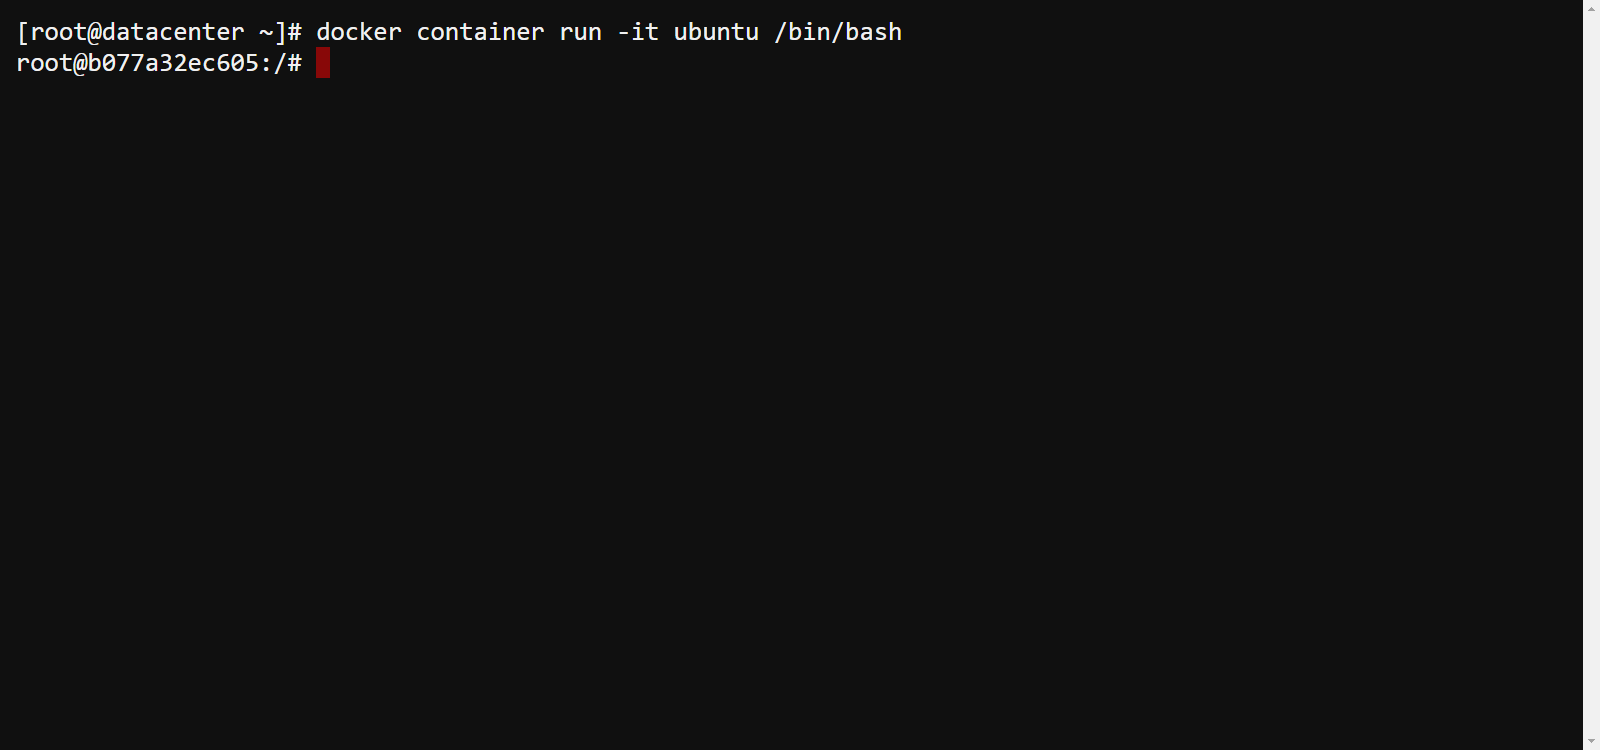 [root@datacenter ~]# docker container run -it ubuntu /bin/bash
root@b077a32ec605:/#